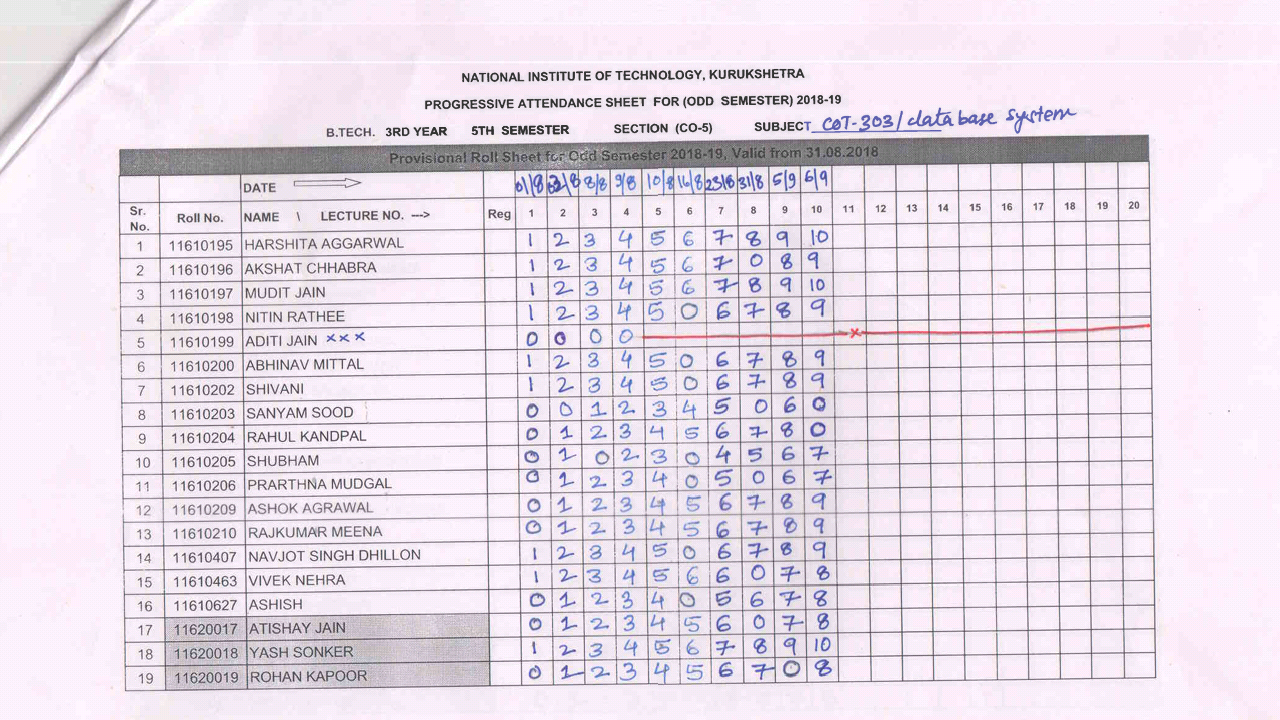 NATIONAL INSTITUTE OF TECHNOLOGY, KURUKSHETRA
PROGRESSIVE ATTENDANCE SHEET FOR (ODD SEMESTER) 2018-19
B.TECH. 3RD YEAR 5TH SEMESTER SECTION (CO-5) SUBJECT COT-303/database system
Provisional Roll Sheet for Odd Semester 2018-19, Valid from 31.08.2018
DATE 01/8 02/8 8/8 9/8 10/8 16/8 23/8 31/8 5/9 6/9
Sr. No. Roll No. NAME \ LECTURE NO. ---> Reg 1 2 3 4 5 6 7 8 9 10 11 12 13 14 15 16 17 18 19 20
1 11610195 HARSHITA AGGARWAL 1 2 3 4 5 6 7 8 9 10
2 11610196 AKSHAT CHHABRA 1 2 3 4 5 6 7 0 8 9
3 11610197 MUDIT JAIN 1 2 3 4 5 6 7 8 9 10
4 11610198 NITIN RATHEE 1 2 3 4 5 0 6 7 8 9
5 11610199 ADITI JAIN xxx 0 0 0 0 x
6 11610200 ABHINAV MITTAL 1 2 3 4 5 0 6 7 8 9
7 11610202 SHIVANI 1 2 3 4 5 0 6 7 8 9
8 11610203 SANYAM SOOD 0 0 1 2 3 4 5 0 6 0
9 11610204 RAHUL KANDPAL 0 1 2 3 4 5 6 7 8 0
10 11610205 SHUBHAM 0 1 0 2 3 0 4 5 6 7
11 11610206 PRARTHNA MUDGAL 0 1 2 3 4 0 5 0 6 7
12 11610209 ASHOK AGRAWAL 0 1 2 3 4 5 6 7 8 9
13 11610210 RAJKUMAR MEENA 0 1 2 3 4 5 6 7 8 9
14 11610407 NAVJOT SINGH DHILLON 1 2 3 4 5 0 6 7 8 9
15 11610463 VIVEK NEHRA 1 2 3 4 5 6 6 0 7 8
16 11610627 ASHISH 0 1 2 3 4 0 5 6 7 8
17 11620017 ATISHAY JAIN 0 1 2 3 4 5 6 0 7 8
18 11620018 YASH SONKER 1 2 3 4 5 6 7 8 9 10
19 11620019 ROHAN KAPOOR 0 1 2 3 4 5 6 7 0 8